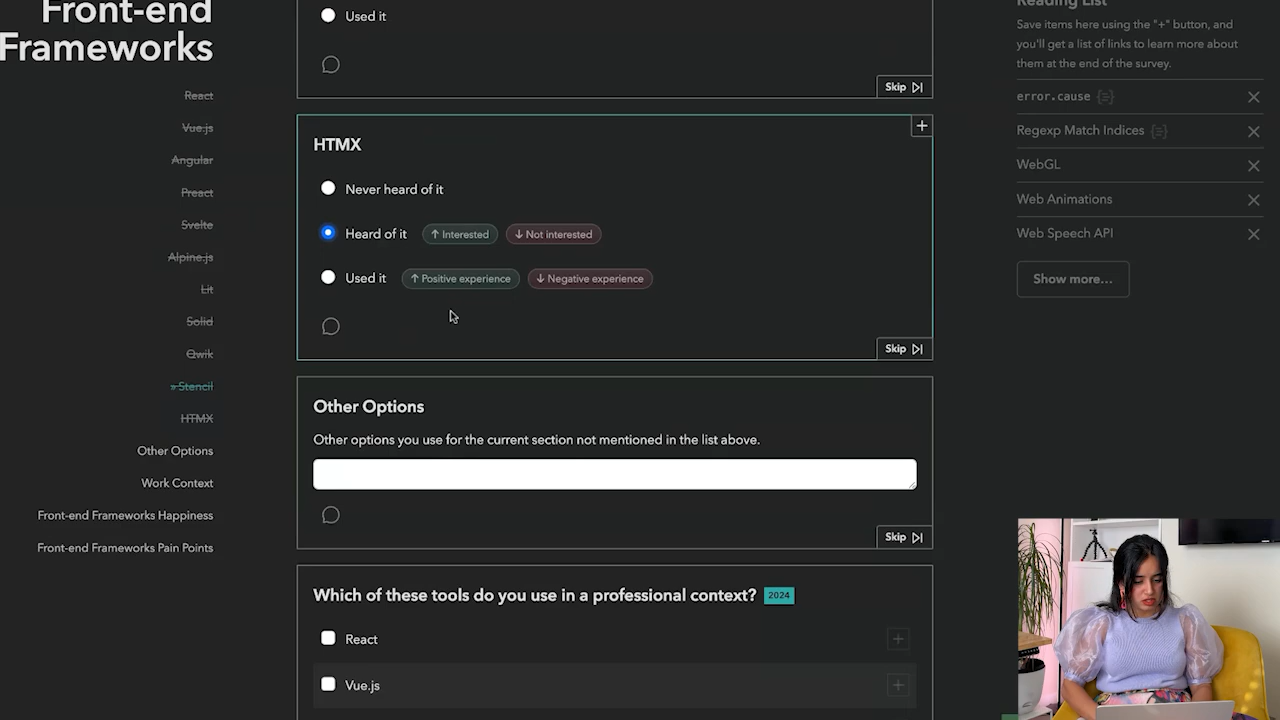 Front-end
Frameworks
React
Vue.js
Angular
Preact
Svelte
Alpine.js
Lit
Solid
Qwik
» Stencil
HTMX
Other Options
Work Context
Front-end Frameworks Happiness
Front-end Frameworks Pain Points
Used it
Skip
HTMX
Never heard of it
Heard of it ↑ Interested ↓ Not interested
Used it ↑ Positive experience ↓ Negative experience
Skip
Other Options
Other options you use for the current section not mentioned in the list above.
Skip
Which of these tools do you use in a professional context? 2024
React
Vue.js
Reading List
Save items here using the "+" button, and
you'll get a list of links to learn more about
them at the end of the survey.
error.cause
Regexp Match Indices
WebGL
Web Animations
Web Speech API
Show more...